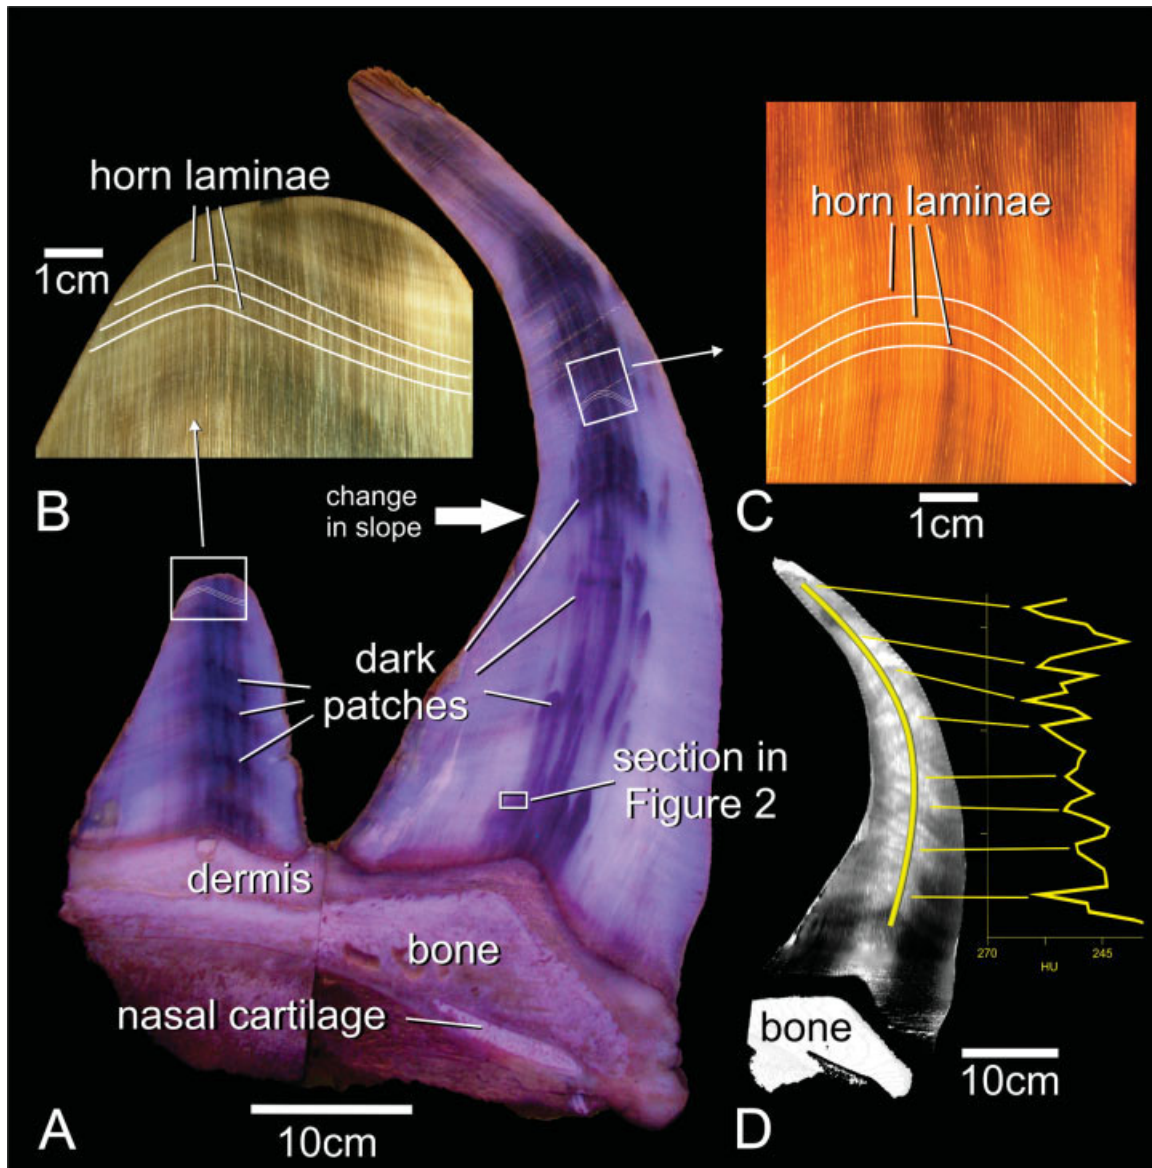 horn laminae
1cm
B
change
in slope
horn laminae
C
1cm
dark
patches
section in
Figure 2
dermis
bone
nasal cartilage
A
10cm
270
245
HU
bone
D
10cm